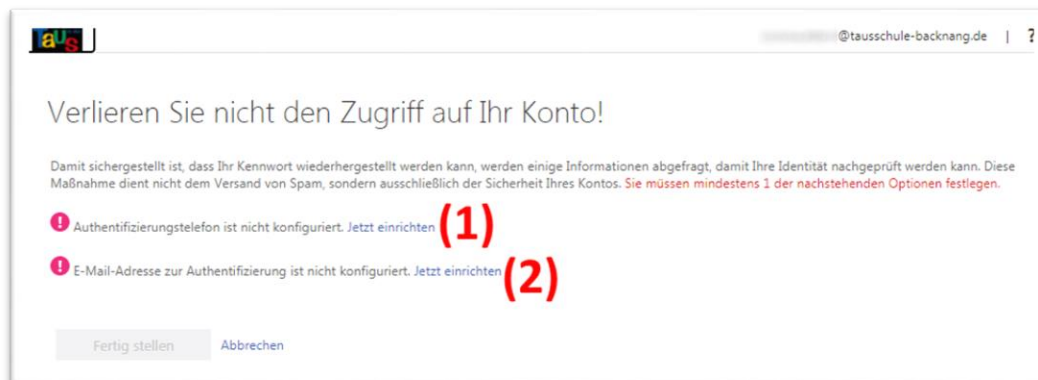 Taus
@tausschule-backnang.de | ?
Verlieren Sie nicht den Zugriff auf Ihr Konto!
Damit sichergestellt ist, dass Ihr Kennwort wiederhergestellt werden kann, werden einige Informationen abgefragt, damit Ihre Identität nachgeprüft werden kann. Diese
Maßnahme dient nicht dem Versand von Spam, sondern ausschließlich der Sicherheit Ihres Kontos. Sie müssen mindestens 1 der nachstehenden Optionen festlegen.
! Authentifizierungstelefon ist nicht konfiguriert. Jetzt einrichten (1)
! E-Mail-Adresse zur Authentifizierung ist nicht konfiguriert. Jetzt einrichten (2)
Fertig stellen Abbrechen